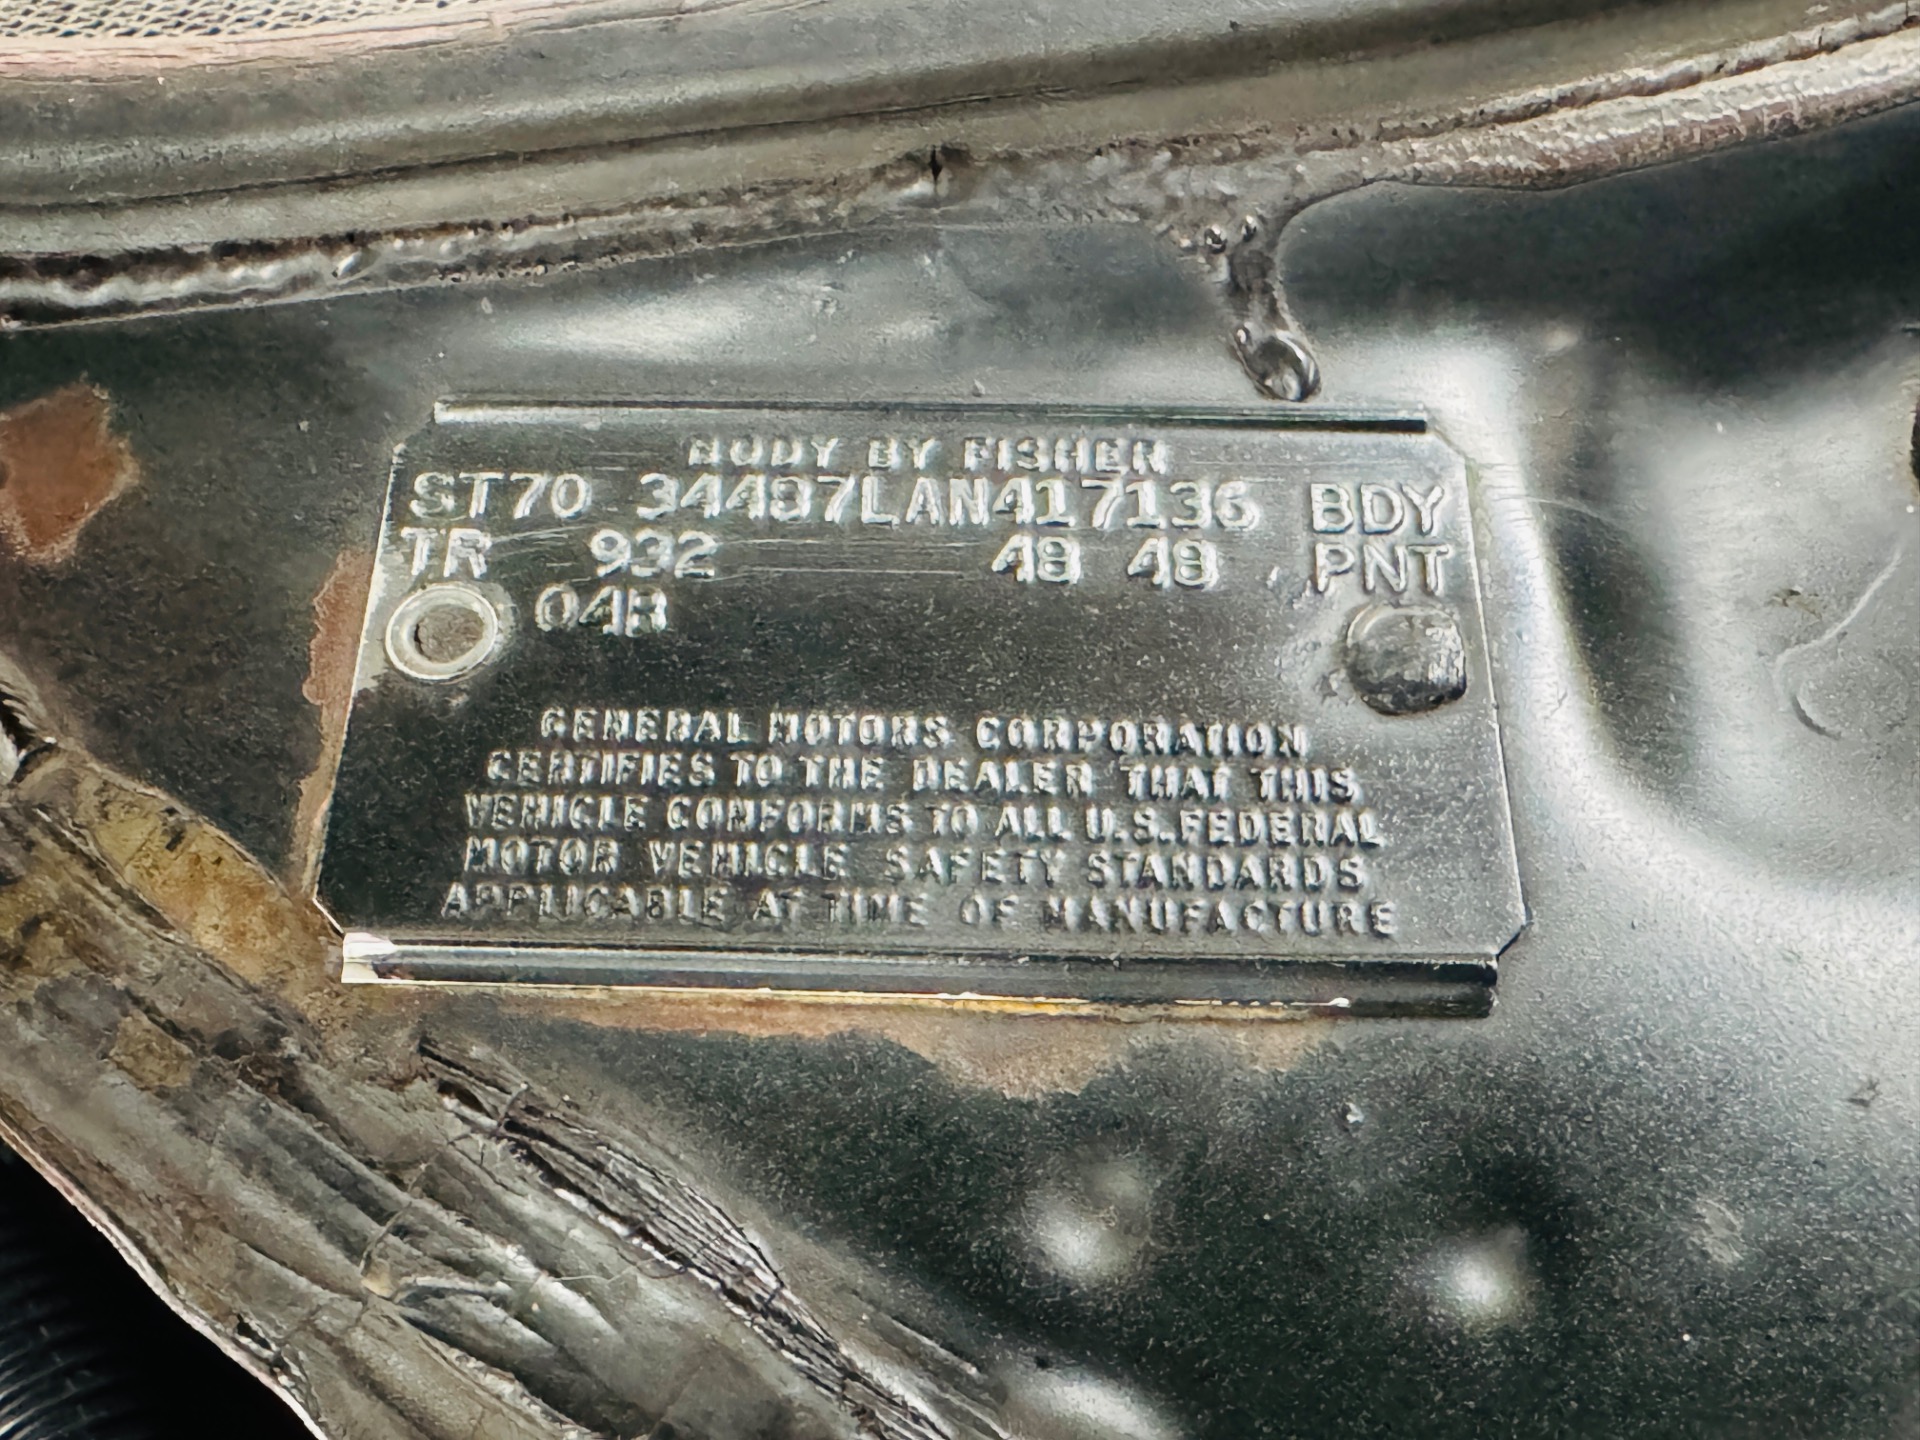 BODY BY FISHER
ST70 34487LAN417136 BDY
TR 932 48 48 PNT
04B
GENERAL MOTORS CORPORATION
CERTIFIES TO THE DEALER THAT THIS
VEHICLE CONFORMS TO ALL U.S. FEDERAL
MOTOR VEHICLE SAFETY STANDARDS
APPLICABLE AT TIME OF MANUFACTURE